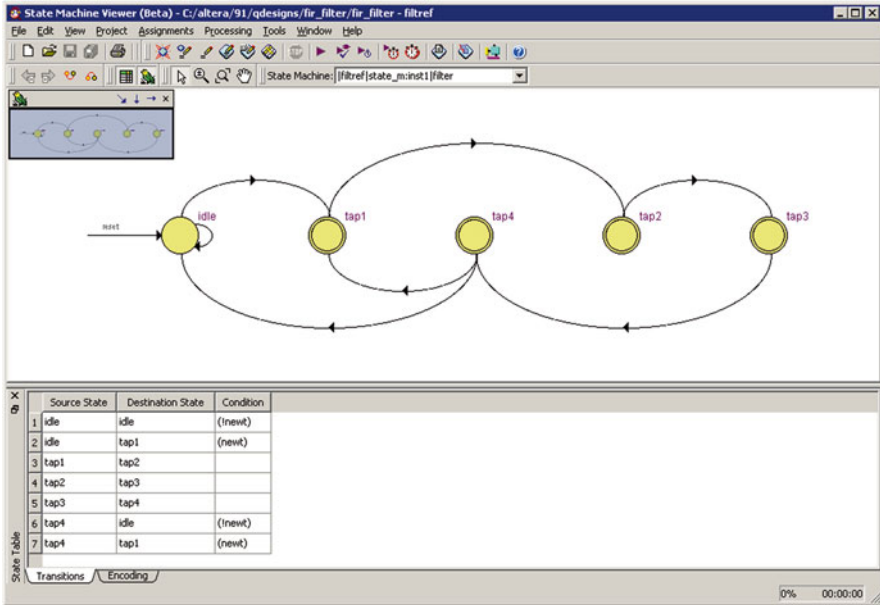 State Machine Viewer (Beta) - C:/altera/91/qdesigns/fir_filter/fir_filter - filtref
File Edit View Project Assignments Processing Tools Window Help
State Machine: |filtref|state_m:inst1|filter
reset
idle
tap1
tap4
tap2
tap3
Source State Destination State Condition
1 idle idle (!newt)
2 idle tap1 (newt)
3 tap1 tap2
4 tap2 tap3
5 tap3 tap4
6 tap4 idle (!newt)
7 tap4 tap1 (newt)
State Table
Transitions Encoding
0% 00:00:00